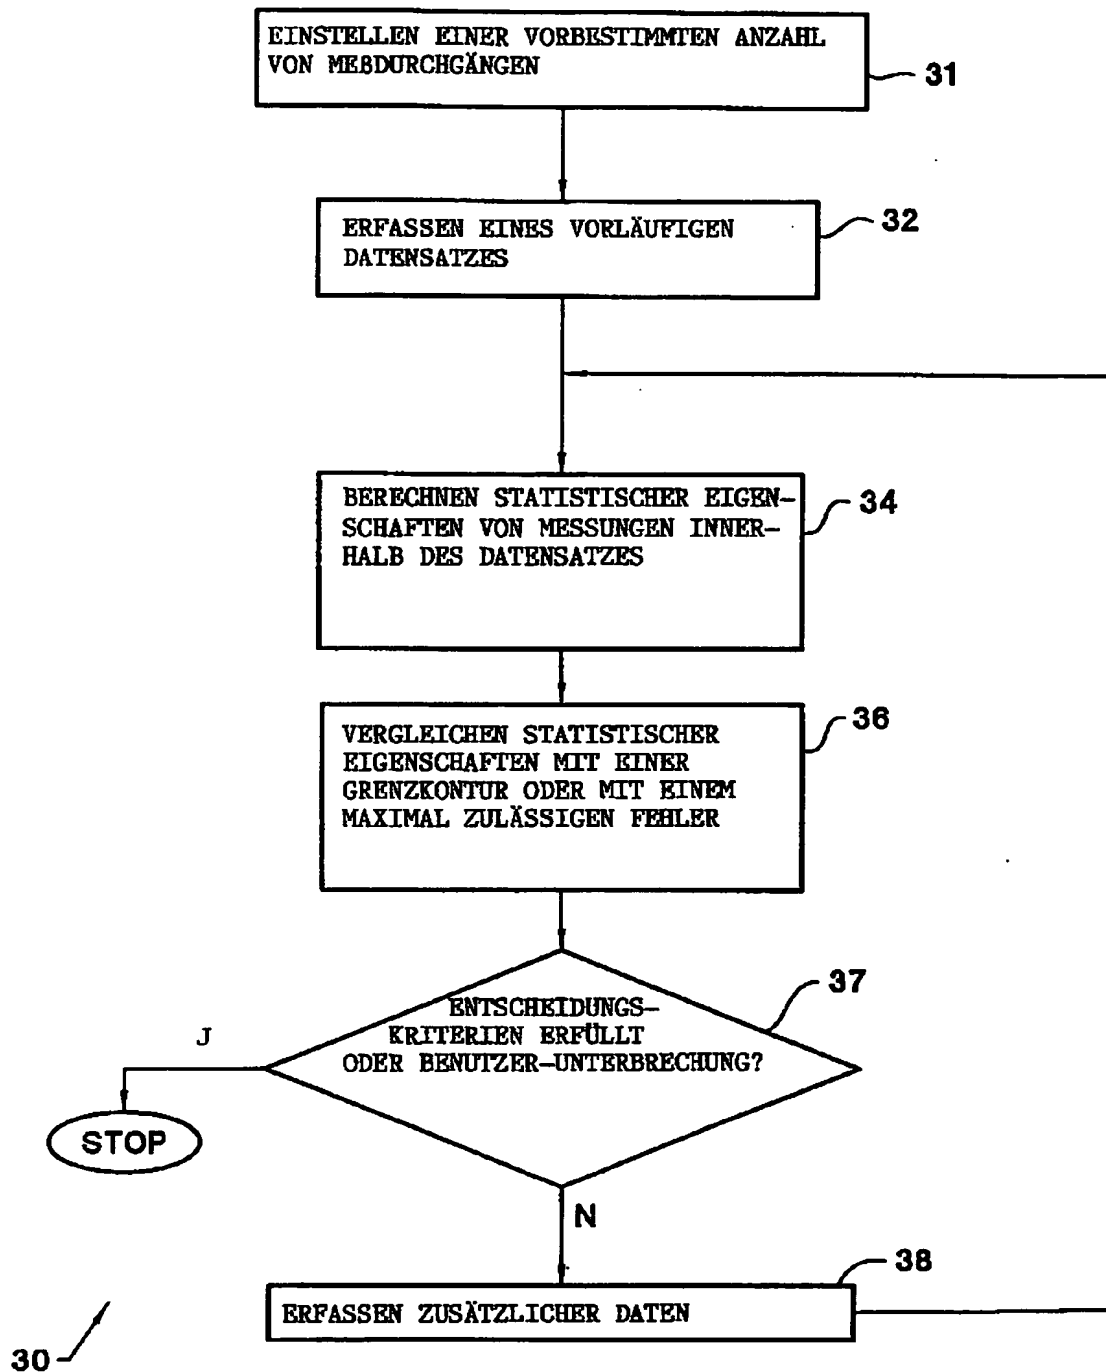 EINSTELLEN EINER VORBESTIMMTEN ANZAHL
VON MEßDURCHGÄNGEN
31
ERFASSEN EINES VORLÄUFIGEN
DATENSATZES
32
BERECHNEN STATISTISCHER EIGEN-
SCHAFTEN VON MESSUNGEN INNER-
HALB DES DATENSATZES
34
VERGLEICHEN STATISTISCHER
EIGENSCHAFTEN MIT EINER
GRENZKONTUR ODER MIT EINEM
MAXIMAL ZULÄSSIGEN FEHLER
36
ENTSCHEIDUNGS-
KRITERIEN ERFÜLLT
ODER BENUTZER-UNTERBRECHUNG?
37
J
STOP
N
ERFASSEN ZUSÄTZLICHER DATEN
38
30